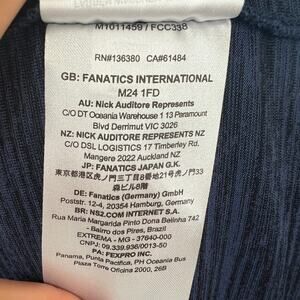 M1011459 / FCC338
RN#136380 CA#61484
GB: FANATICS INTERNATIONAL
M24 1FD
AU: Nick Auditore Represents
C/O DT Oceania Warehouse 1 13 Paramount
Blvd Derrimut VIC 3026
NZ: NICK AUDITORE REPRESENTS NZ
C/O DSL LOGISTICS 17 Timberley Rd.
Mangere 2022 Auckland NZ
JP: FANATICS JAPAN G.K.
東京都港区虎ノ門三丁目8番地21号虎ノ門33
森ビル8階
DE: Fanatics (Germany) GmbH
Poststr. 12-4, 20354 Hamburg, Germany
BR: NS2.COM INTERNET S.A.
Rua Maria Margarida Pinto Dona Belinha, 742
- Bairro dos Pires, Brazil
EXTREMA - MG - 37640-000
CNPJ: 09.339.936/0013-50
PA: FEXPRO INC.
Panama, Punta Pacifica, PH Oceania Bus
Plaza Torre Oficina 2000, 26B